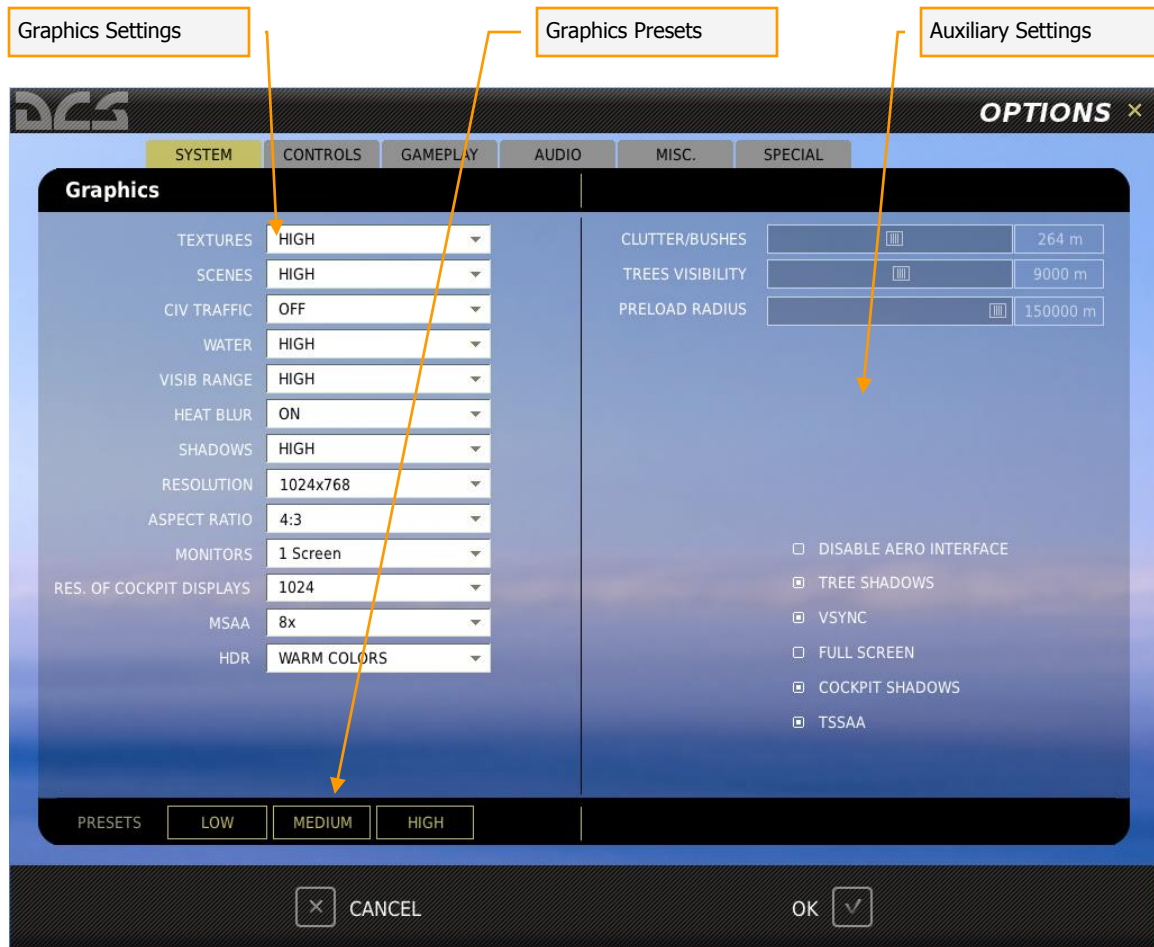 Graphics Settings
Graphics Presets
Auxiliary Settings
DCS
OPTIONS
SYSTEM CONTROLS GAMEPLAY AUDIO MISC. SPECIAL
Graphics
TEXTURES HIGH
SCENES HIGH
CIV TRAFFIC OFF
WATER HIGH
VISIB RANGE HIGH
HEAT BLUR ON
SHADOWS HIGH
RESOLUTION 1024x768
ASPECT RATIO 4:3
MONITORS 1 Screen
RES. OF COCKPIT DISPLAYS 1024
MSAA 8x
HDR WARM COLORS
CLUTTER/BUSHES 264 m
TREES VISIBILITY 9000 m
PRELOAD RADIUS 150000 m
DISABLE AERO INTERFACE
TREE SHADOWS
VSYNC
FULL SCREEN
COCKPIT SHADOWS
TSSAA
PRESETS LOW MEDIUM HIGH
CANCEL
OK